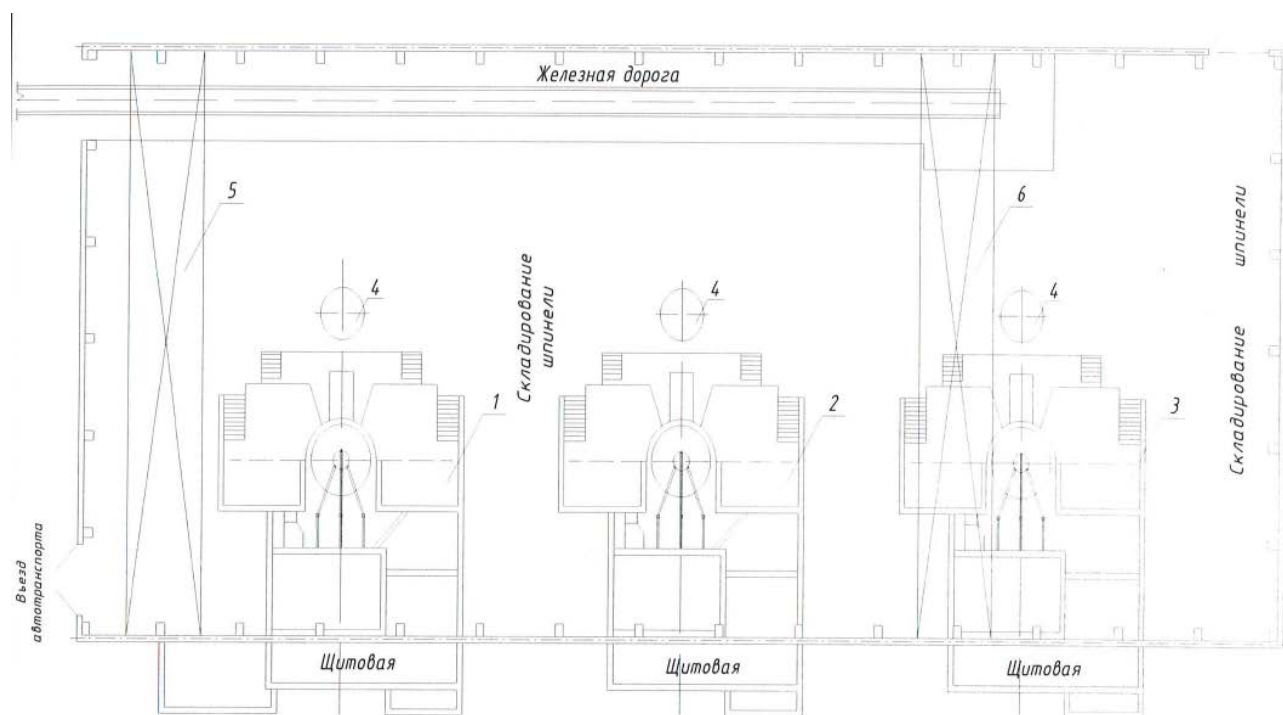 Железная дорога
5
6
4
4
4
Складирование
шпинели
Складирование шпинели
1
2
3
Въезд
автотранспорта
Щитовая
Щитовая
Щитовая